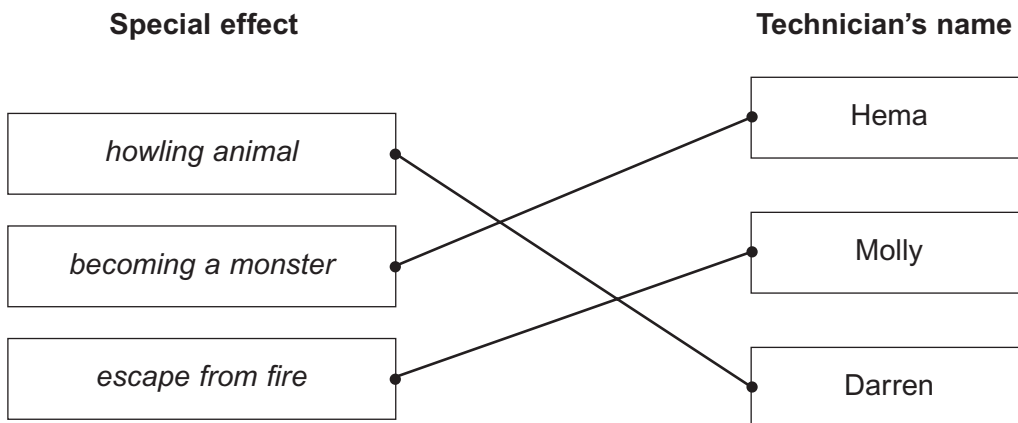 Special effect
Technician’s name
howling animal
becoming a monster
escape from fire
Hema
Molly
Darren